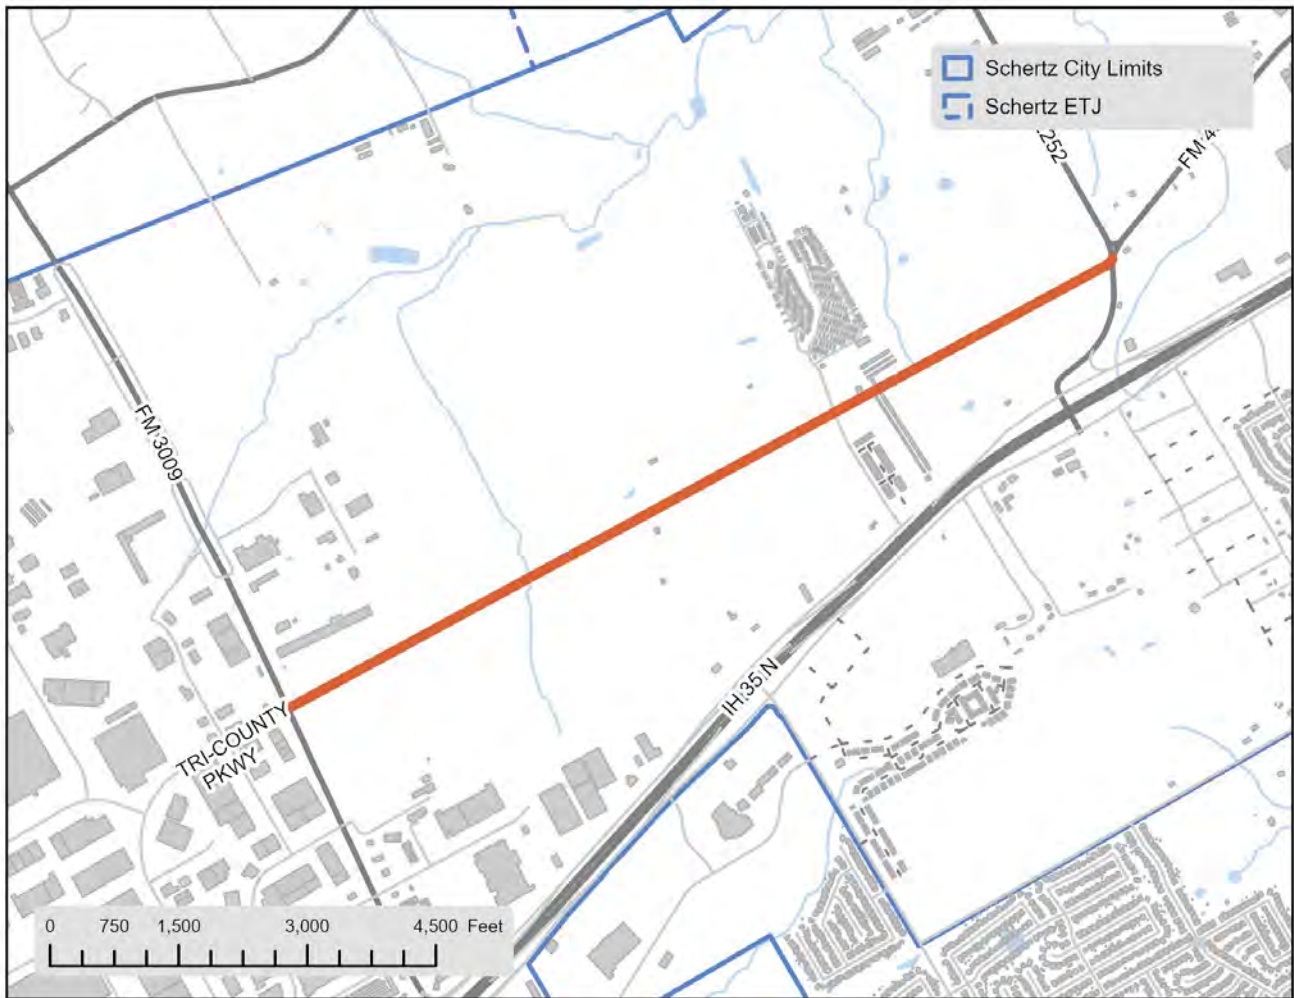 Schertz City Limits
Schertz ETJ
252
FM 4
FM 3009
TRI-COUNTY
PKWY
IH 35 N
0 750 1,500 3,000 4,500 Feet